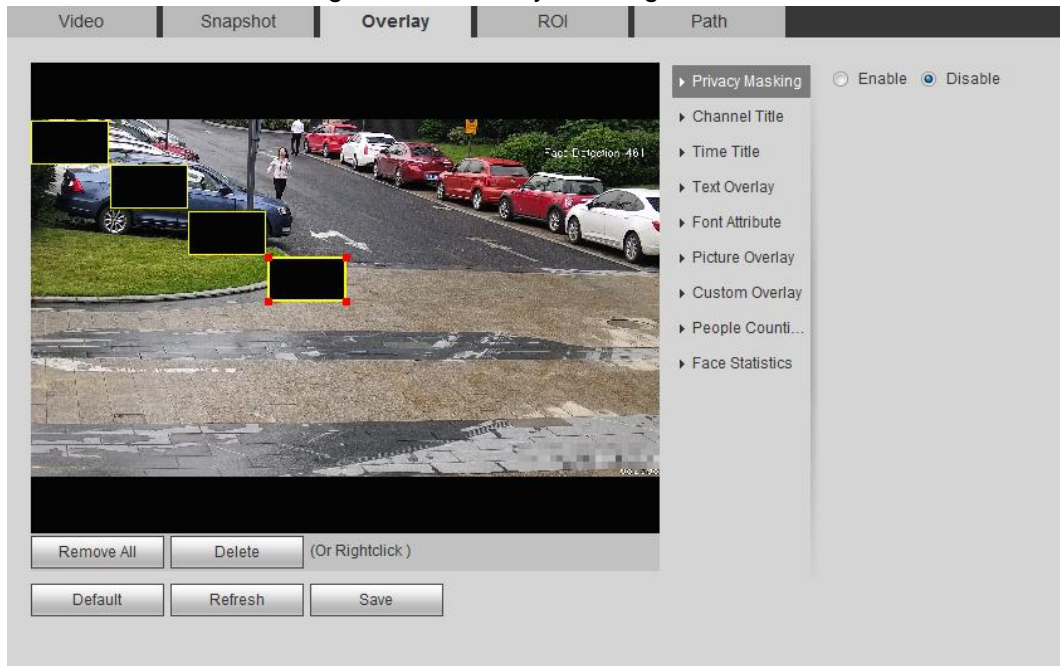 Video Snapshot Overlay ROI Path
Privacy Masking
Enable Disable
Channel Title
Face Detection 461
Time Title
Text Overlay
Font Attribute
Picture Overlay
Custom Overlay
People Counti...
Face Statistics
Remove All Delete (Or Rightclick )
Default Refresh Save